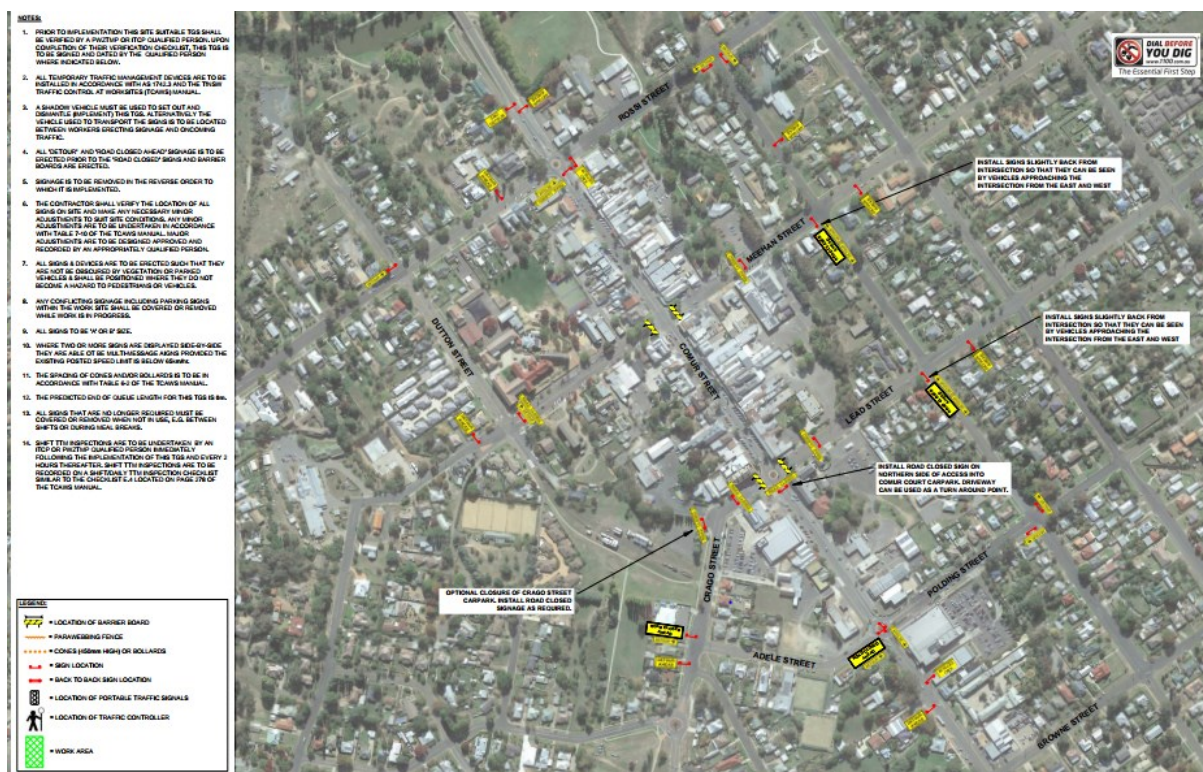 NOTES:
1. PRIOR TO IMPLEMENTATION THIS SITE SUITABLE TGS SHALL
BE VERIFIED BY A PWZTMP OR ITCP QUALIFIED PERSON. UPON
COMPLETION OF THEIR VERIFICATION CHECKLIST, THIS TGS IS
TO BE SIGNED AND DATED BY THE QUALIFIED PERSON
WHERE INDICATED BELOW.
2. ALL TEMPORARY TRAFFIC MANAGEMENT DEVICES ARE TO BE
INSTALLED IN ACCORDANCE WITH AS 1742.3 AND THE TfNSW
TRAFFIC CONTROL AT WORKSITES (TCAWS) MANUAL.
3. A SHADOW VEHICLE MUST BE USED TO SET OUT AND
DISMANTLE (IMPLEMENT) THIS TGS. ALTERNATIVELY THE
VEHICLE USED TO TRANSPORT THE SIGNS IS TO BE LOCATED
BETWEEN WORKERS ERECTING SIGNAGE AND ONCOMING
TRAFFIC.
4. ALL 'DETOUR' AND 'ROAD CLOSED AHEAD' SIGNAGE IS TO BE
ERECTED PRIOR TO THE 'ROAD CLOSED' SIGNS AND BARRIER
BOARDS ARE ERECTED.
5. SIGNAGE IS TO BE REMOVED IN THE REVERSE ORDER TO
WHICH IT IS IMPLEMENTED.
6. THE CONTRACTOR SHALL VERIFY THE LOCATION OF ALL
SIGNS ON SITE AND MAKE ANY NECESSARY MINOR
ADJUSTMENTS TO SUIT SITE CONDITIONS. ANY MINOR
ADJUSTMENTS ARE TO BE UNDERTAKEN IN ACCORDANCE
WITH TABLE 7-10 OF THE TCAWS MANUAL. MAJOR
ADJUSTMENTS ARE TO BE DESIGNED APPROVED AND
RECORDED BY AN APPROPRIATELY QUALIFIED PERSON.
7. ALL SIGNS & DEVICES ARE TO BE ERECTED SUCH THAT THEY
ARE NOT BE OBSCURED BY VEGETATION OR PARKED
VEHICLES & SHALL BE POSITIONED WHERE THEY DO NOT
BECOME A HAZARD TO PEDESTRIANS OR VEHICLES.
8. ANY CONFLICTING SIGNAGE INCLUDING PARKING SIGNS
WITHIN THE WORK SITE SHALL BE COVERED OR REMOVED
WHILE WORK IS IN PROGRESS.
9. ALL SIGNS TO BE 'A' OR B' SIZE.
10. WHERE TWO OR MORE SIGNS ARE DISPLAYED SIDE-BY-SIDE
THEY ARE ABLE OT BE MULTI-MESSAGE AIGNS PROVIDED THE
EXISTING POSTED SPEED LIMIT IS BELOW 65km/hr.
11. THE SPACING OF CONES AND/OR BOLLARDS IS TO BE IN
ACCORDANCE WITH TABLE 6-2 OF THE TCAWS MANUAL.
12. THE PREDICTED END OF QUEUE LENGTH FOR THIS TGS IS
13. ALL SIGNS THAT ARE NO LONGER REQUIRED MUST BE
COVERED OR REMOVED WHEN NOT IN USE, E.G. BETWEEN
SHIFTS OR DURING MEAL BREAKS.
14. SHIFT TTM INSPECTIONS ARE TO BE UNDERTAKEN BY AN
ITCP OR PWZTMP QUALIFIED PERSON IMMEDIATELY
FOLLOWING THE IMPLEMENTATION OF THIS TGS AND EVERY 2
HOURS THEREAFTER. SHIFT TTM INSPECTIONS ARE TO BE
RECORDED ON A SHIFT/DAILY TTM INSPECTION CHECKLIST
SIMILAR TO THE CHECKLIST E.4 LOCATED ON PAGE 278 OF
THE TCAWS MANUAL.
LEGEND:
= LOCATION OF BARRIER BOARD
= PARAWEBBING FENCE
= CONES HIGH) OR BOLLARDS
= SIGN LOCATION
= BACK TO BACK SIGN LOCATION
= LOCATION OF PORTABLE TRAFFIC SIGNALS
= LOCATION OF TRAFFIC CONTROLLER
= WORK AREA
DIAL BEFORE
YOU DIG
www.1100.com.au
The Essential First Step
ROSSI STREET
INSTALL SIGNS SLIGHTLY BACK FROM
INTERSECTION SO THAT THEY CAN BE SEEN
BY VEHICLES APPROACHING THE
INTERSECTION FROM THE EAST AND WEST
MEEHAN STREET
INSTALL SIGNS SLIGHTLY BACK FROM
INTERSECTION SO THAT THEY CAN BE SEEN
BY VEHICLES APPROACHING THE
INTERSECTION FROM THE EAST AND WEST
DUTTON STREET
COMUR STREET
LEAD STREET
INSTALL ROAD CLOSED SIGN ON
NORTHERN SIDE OF ACCESS INTO
COMUR COURT CARPARK. DRIVEWAY
CAN BE USED AS A TURN AROUND POINT.
CRAGO STREET
POLDING STREET
OPTIONAL CLOSURE OF CRAGO STREET
CARPARK. INSTALL ROAD CLOSED
SIGNAGE AS REQUIRED.
ADELE STREET
BROWNE STREET